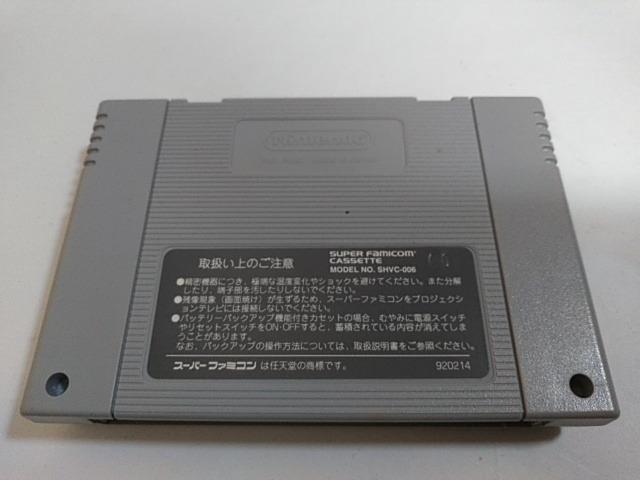 Nintendo
取扱い上のご注意
SUPER FAMICOM
CASSETTE
MODEL NO. SHVC-006
●精密機器につき、極端な温度変化やショックを避けてください。また分解
したり、端子部を汚したりしないでください。
●残像現象（画面焼け）が生ずるため、スーパーファミコンをプロジェクショ
ンテレビには接続しないでください。
●バッテリーバックアップ機能付きカセットの場合、むやみに電源スイッチ
やリセットスイッチをON・OFFすると、蓄積されている内容が消えてしま
うことがあります。
なお、バックアップの操作方法については、取扱説明書をご参照ください。
スーパーファミコン は任天堂の商標です。
920214